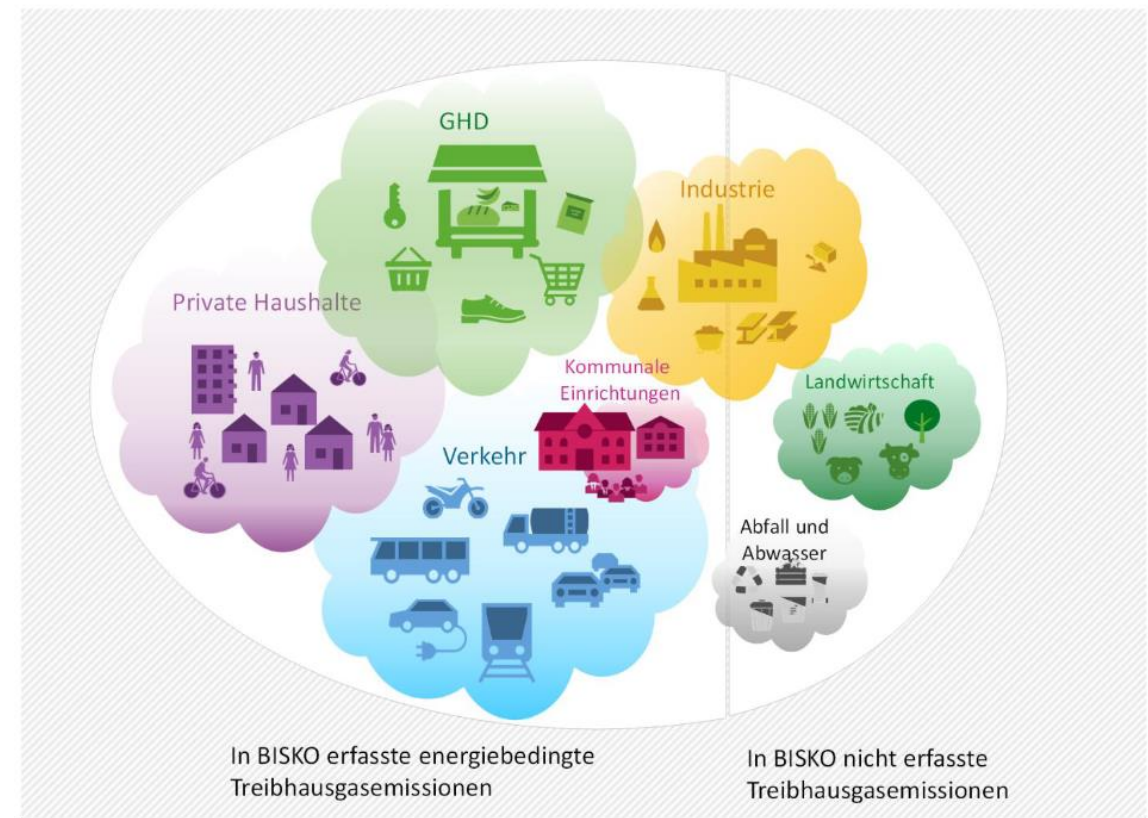 GHD
Industrie
Private Haushalte
Kommunale
Einrichtungen
Landwirtschaft
Verkehr
Abfall und
Abwasser
In BISKO erfasste energiebedingte
Treibhausgasemissionen
In BISKO nicht erfasste
Treibhausgasemissionen